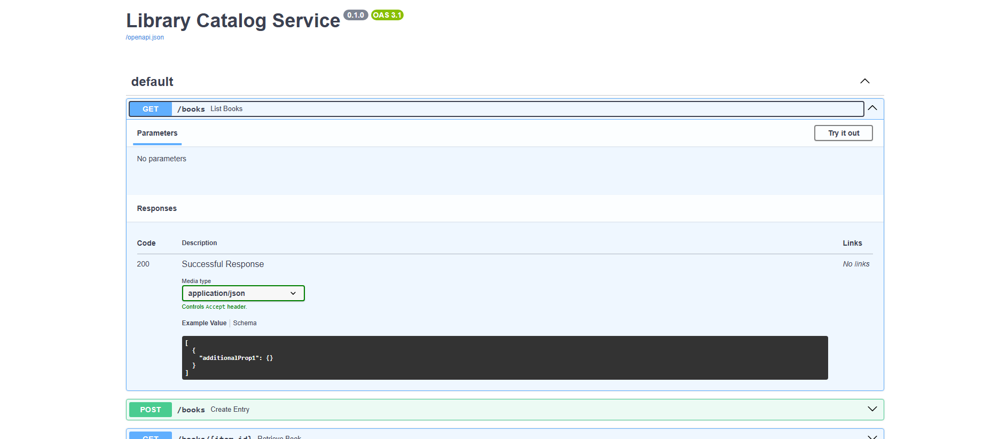 Library Catalog Service 0.1.0 OAS 3.1
/openapi.json
default
GET /books List Books
Parameters Try it out
No parameters
Responses
Code Description Links
200 Successful Response No links
Media type
application/json
Controls Accept header.
Example Value Schema
[
  {
    "additionalProp1": {}
  }
]
POST /books Create Entry
GET /books/{item_id} Retrieve Book